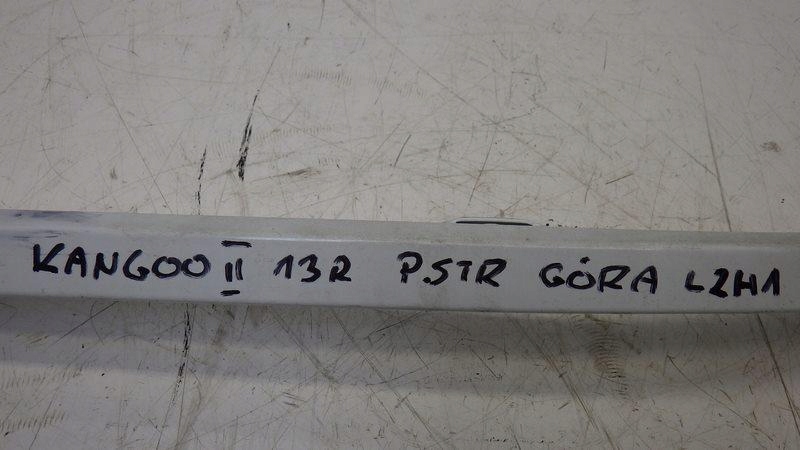 KANGOO II 13R P.STR GÓRA L2H1